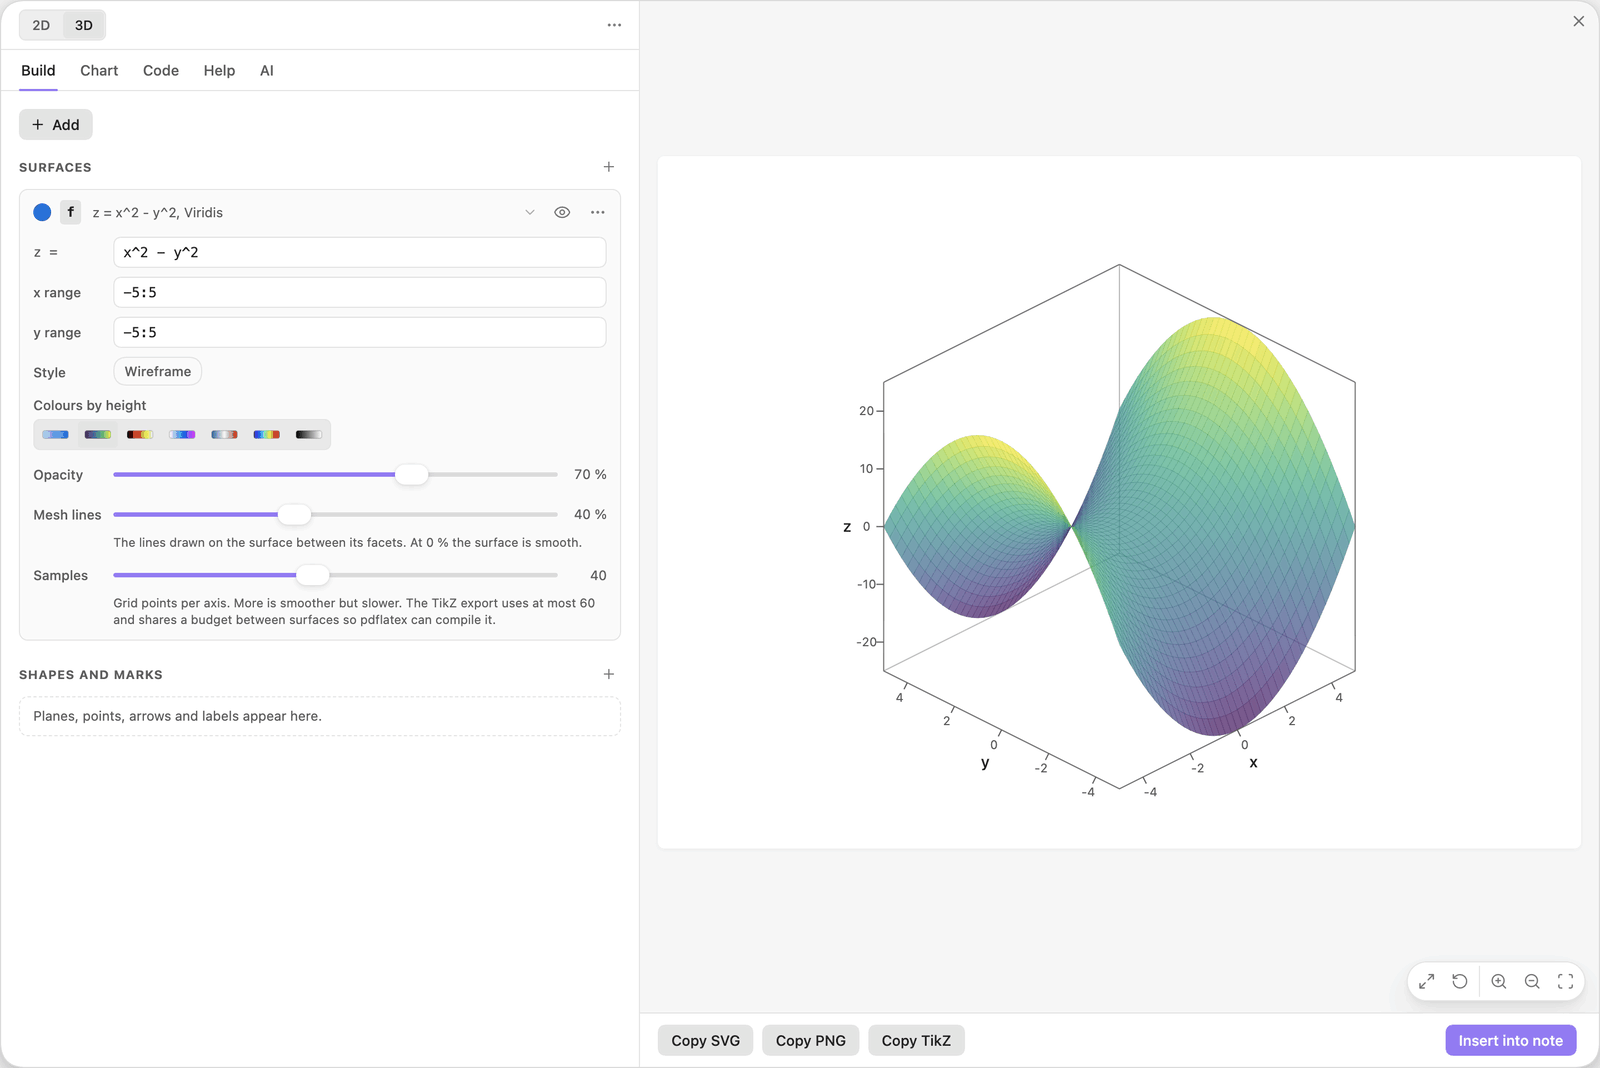 2D 3D
Build Chart Code Help AI
+ Add
SURFACES
f z = x^2 - y^2, Viridis
z = x^2 − y^2
x range −5:5
y range −5:5
Style Wireframe
Colours by height
Opacity 70 %
Mesh lines 40 %
The lines drawn on the surface between its facets. At 0 % the surface is smooth.
Samples 40
Grid points per axis. More is smoother but slower. The TikZ export uses at most 60
and shares a budget between surfaces so pdflatex can compile it.
SHAPES AND MARKS
Planes, points, arrows and labels appear here.
20
10
z 0
-10
-20
4
2
0
-2
-4
y
-4
-2
0
2
4
x
Copy SVG Copy PNG Copy TikZ Insert into note